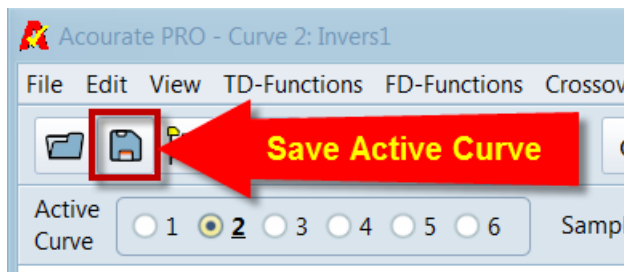 Acourate PRO - Curve 2: Invers1
File Edit View TD-Functions FD-Functions Crossov
Save Active Curve
Active
Curve
1 2 3 4 5 6 Sampl